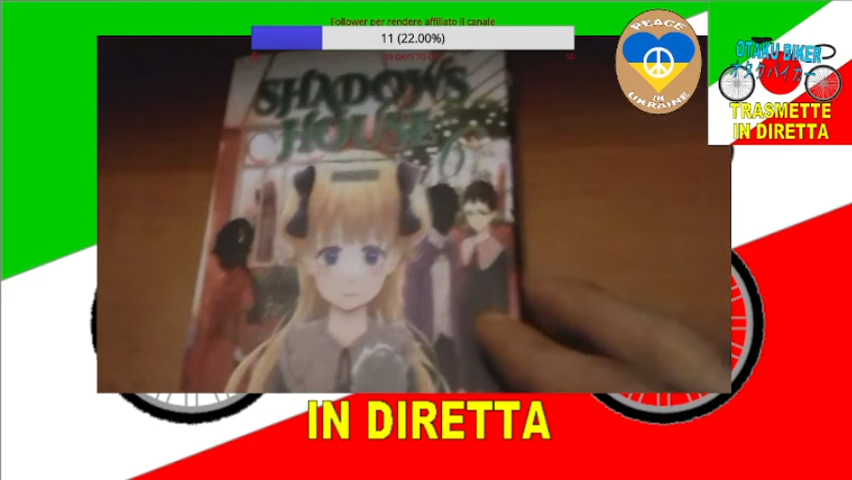 Follower per rendere affiliato il canale
11 (22.00%)
PEACE
IN
UKRAINE
OTAKU BIKER
オタクバイカー
TRASMETTE
IN DIRETTA
SHADOWS
HOUSE
6
IN DIRETTA